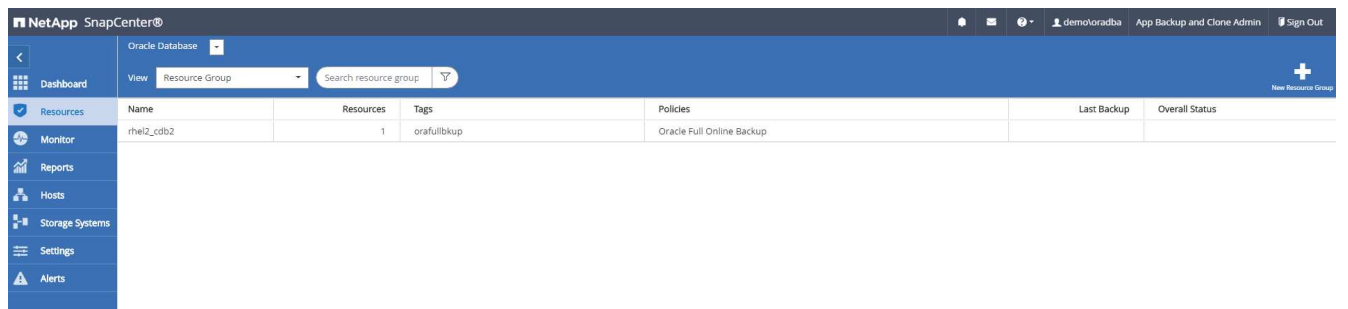 NetApp SnapCenter®
demo\oradba App Backup and Clone Admin Sign Out
Oracle Database
Dashboard
View Resource Group Search resource group
New Resource Group
Resources
Name Resources Tags Policies Last Backup Overall Status
rhel2_cdb2 1 orafullbkup Oracle Full Online Backup
Monitor
Reports
Hosts
Storage Systems
Settings
Alerts